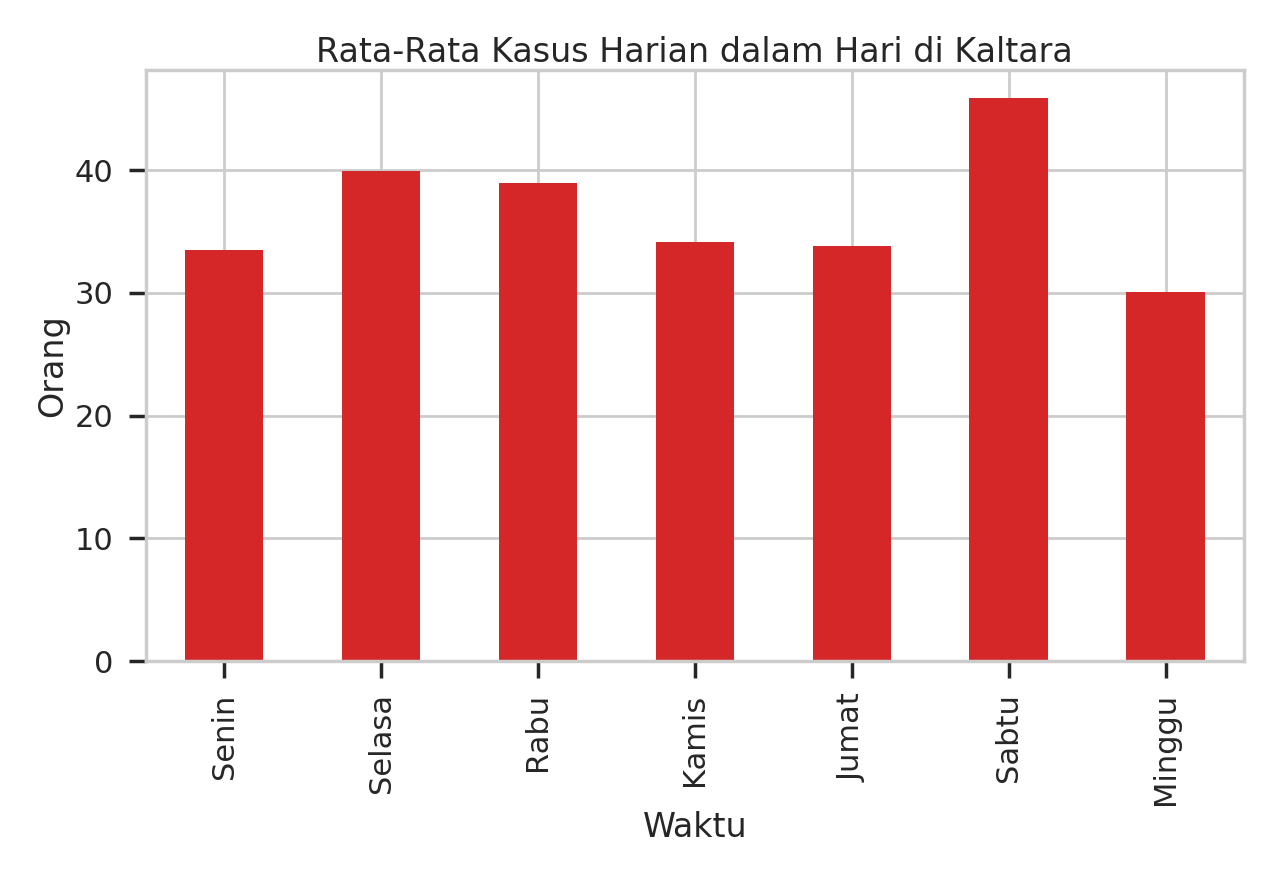 Rata-Rata Kasus Harian dalam Hari di Kaltara
40
30
20
10
0
Orang
Senin
Selasa
Rabu
Kamis
Jumat
Sabtu
Minggu
Waktu